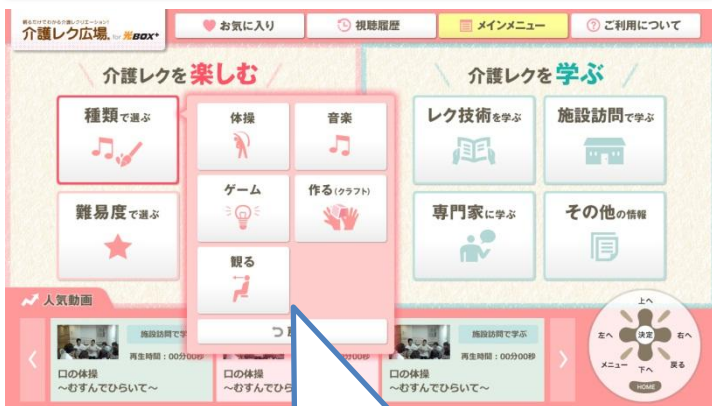 観るだけでわかる介護レクリエーション!
介護レク広場 for 光BOX+
お気に入り
視聴履歴
メインメニュー
ご利用について
介護レクを楽しむ
種類で選ぶ
難易度で選ぶ
体操
音楽
ゲーム
作る(クラフト)
観る
介護レクを学ぶ
レク技術を学ぶ
施設訪問で学ぶ
専門家に学ぶ
その他の情報
人気動画
施設訪問で学
再生時間:00分00秒
口の体操
〜むすんでひらいて〜
口の体操
〜むすんでひら
施設訪問で学ぶ
再生時間:00分00秒
口の体操
〜むすんでひらいて〜
上へ
左へ
決定
右へ
メニュー
下へ
戻る
HOME